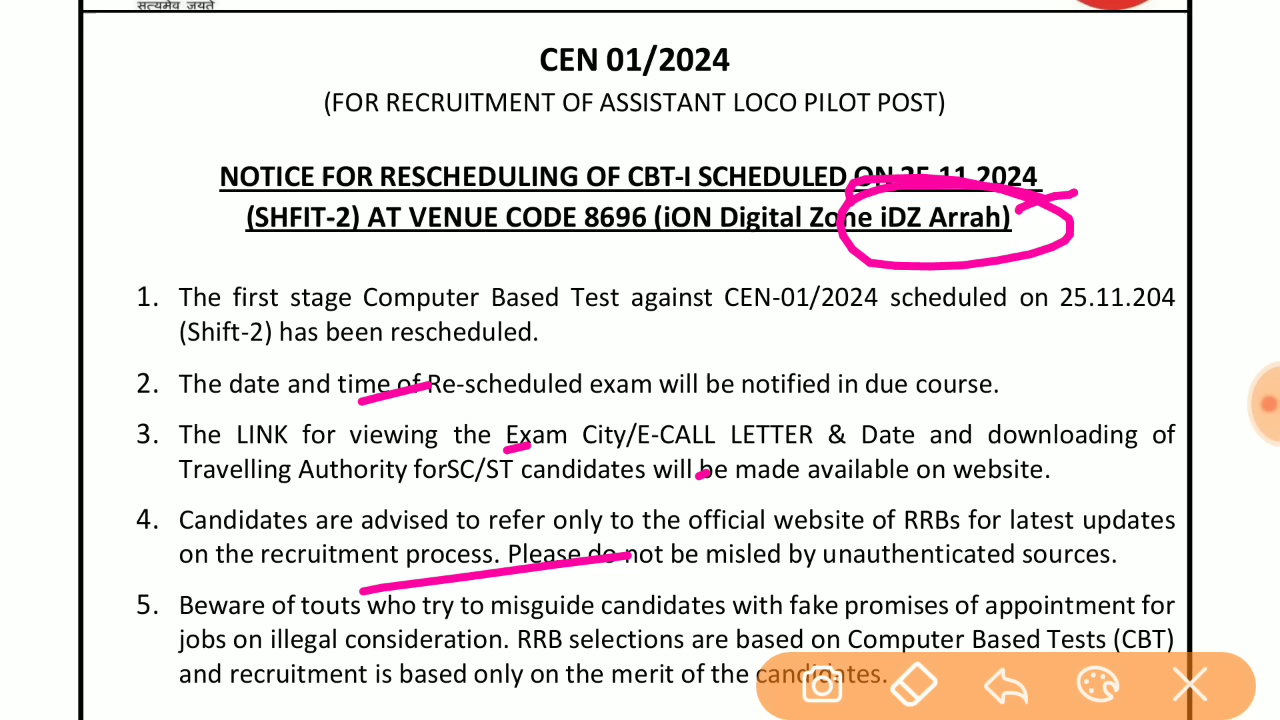 सत्यमेव जयते
CEN 01/2024
(FOR RECRUITMENT OF ASSISTANT LOCO PILOT POST)
NOTICE FOR RESCHEDULING OF CBT-I SCHEDULED ON 25.11.2024
(SHFIT-2) AT VENUE CODE 8696 (iON Digital Zone iDZ Arrah)
1. The first stage Computer Based Test against CEN-01/2024 scheduled on 25.11.204
(Shift-2) has been rescheduled.
2. The date and time of Re-scheduled exam will be notified in due course.
3. The LINK for viewing the Exam City/E-CALL LETTER & Date and downloading of
Travelling Authority forSC/ST candidates will be made available on website.
4. Candidates are advised to refer only to the official website of RRBs for latest updates
on the recruitment process. Please do not be misled by unauthenticated sources.
5. Beware of touts who try to misguide candidates with fake promises of appointment for
jobs on illegal consideration. RRB selections are based on Computer Based Tests (CBT)
and recruitment is based only on the merit of the candidates.